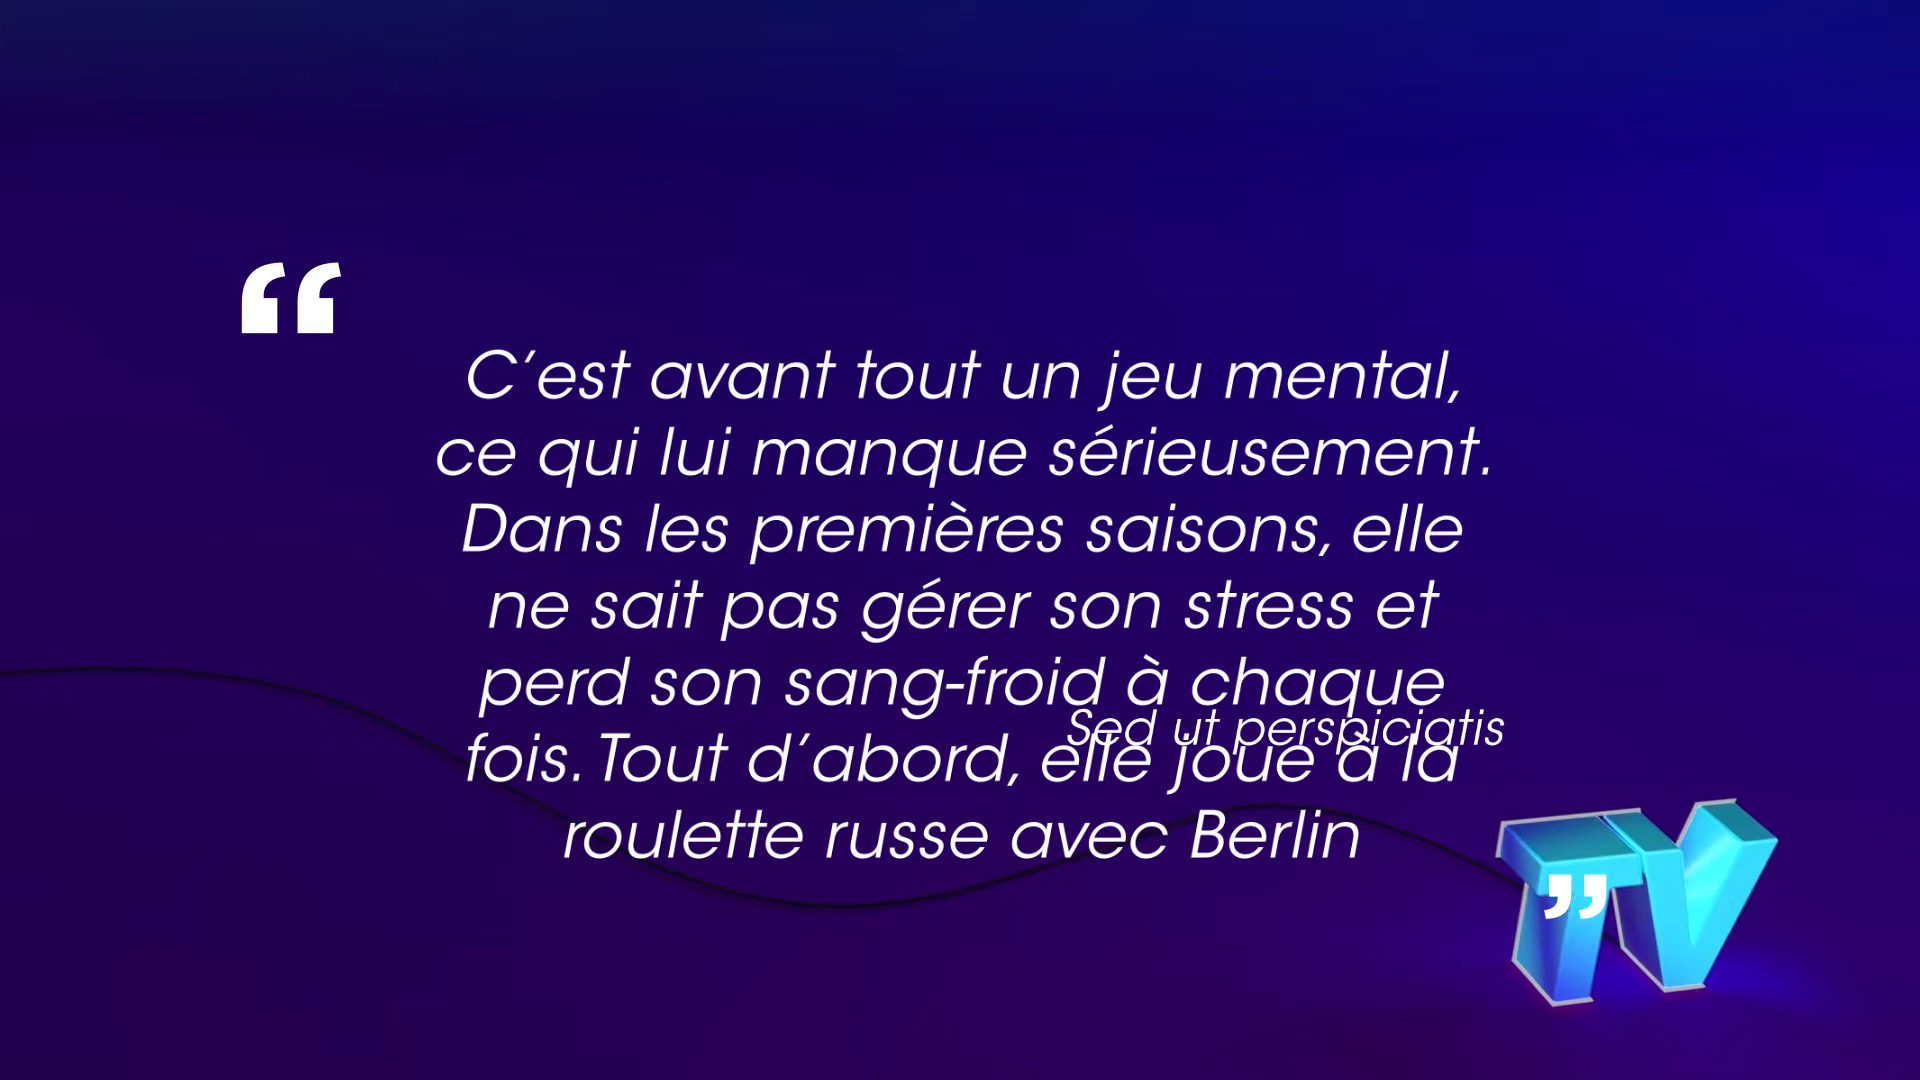 “
C’est avant tout un jeu mental,
ce qui lui manque sérieusement.
Dans les premières saisons, elle
ne sait pas gérer son stress et
perd son sang-froid à chaque
Sed ut perspiciatis
fois. Tout d’abord, elle joue à la
roulette russe avec Berlin
”
TV